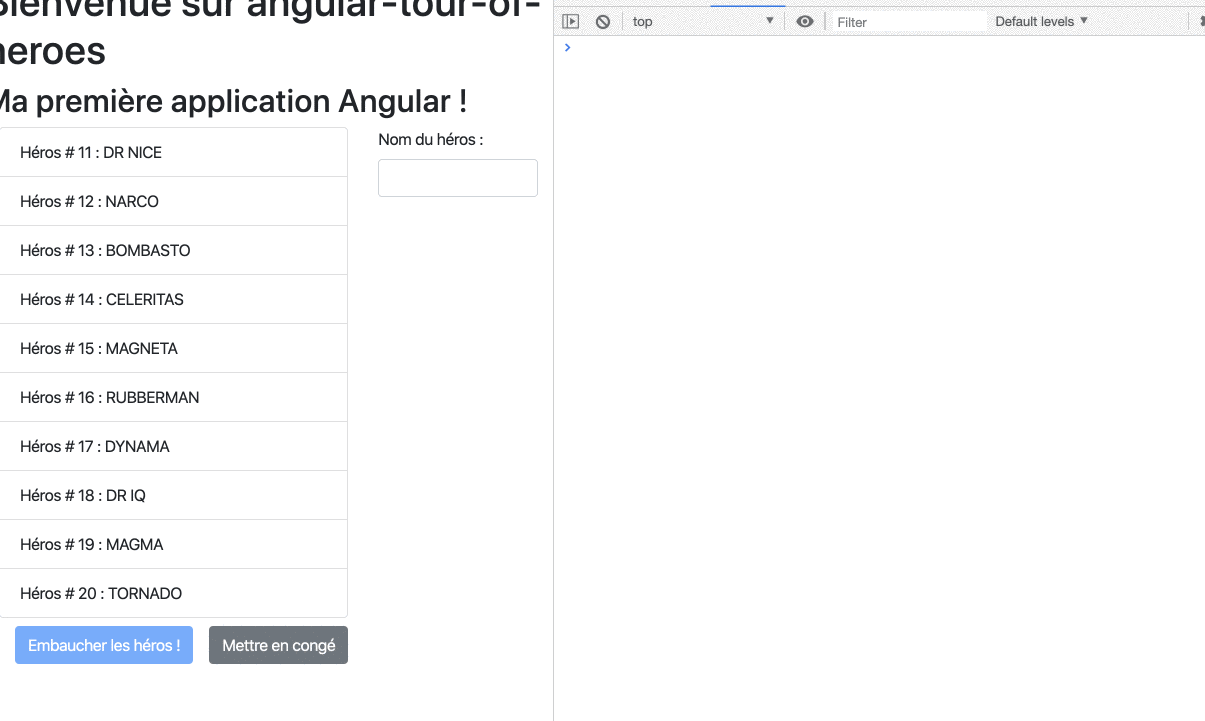 Bienvenue sur angular-tour-of-
heroes
Ma première application Angular !
Héros # 11 : DR NICE
Héros # 12 : NARCO
Héros # 13 : BOMBASTO
Héros # 14 : CELERITAS
Héros # 15 : MAGNETA
Héros # 16 : RUBBERMAN
Héros # 17 : DYNAMA
Héros # 18 : DR IQ
Héros # 19 : MAGMA
Héros # 20 : TORNADO
Embaucher les héros !
Mettre en congé
Nom du héros :
top
Filter
Default levels